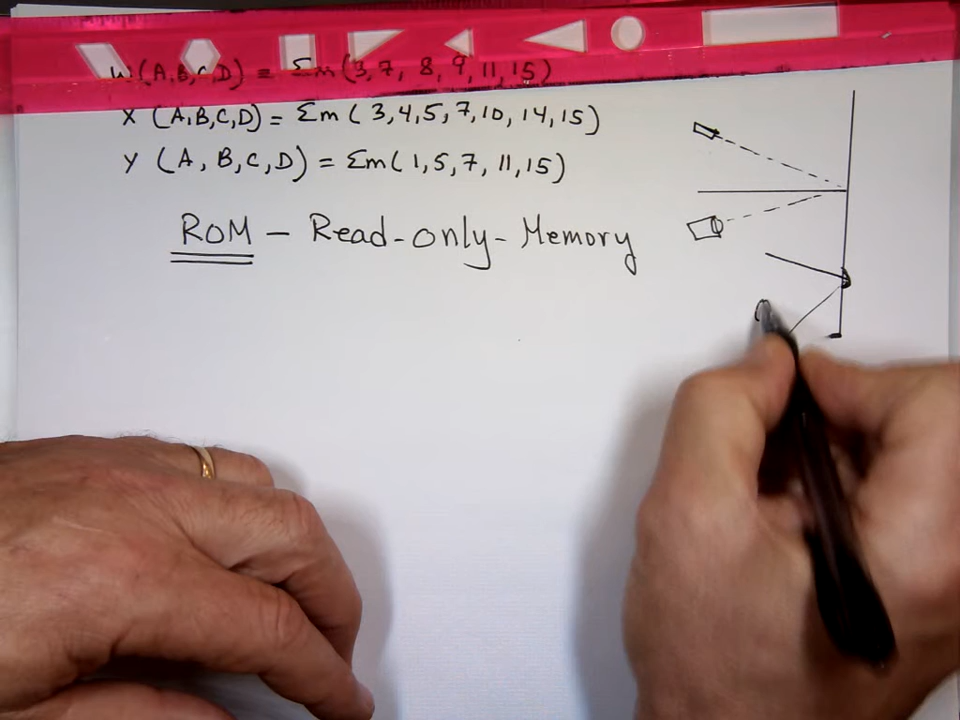 W(A,B,C,D) = Σm(3,7, 8,9,11,15)
X (A,B,C,D) = Σm( 3,4,5,7,10,14,15)
Y (A, B,C,D) = Σm( 1,5,7,11,15)
ROM - Read-only-Memory